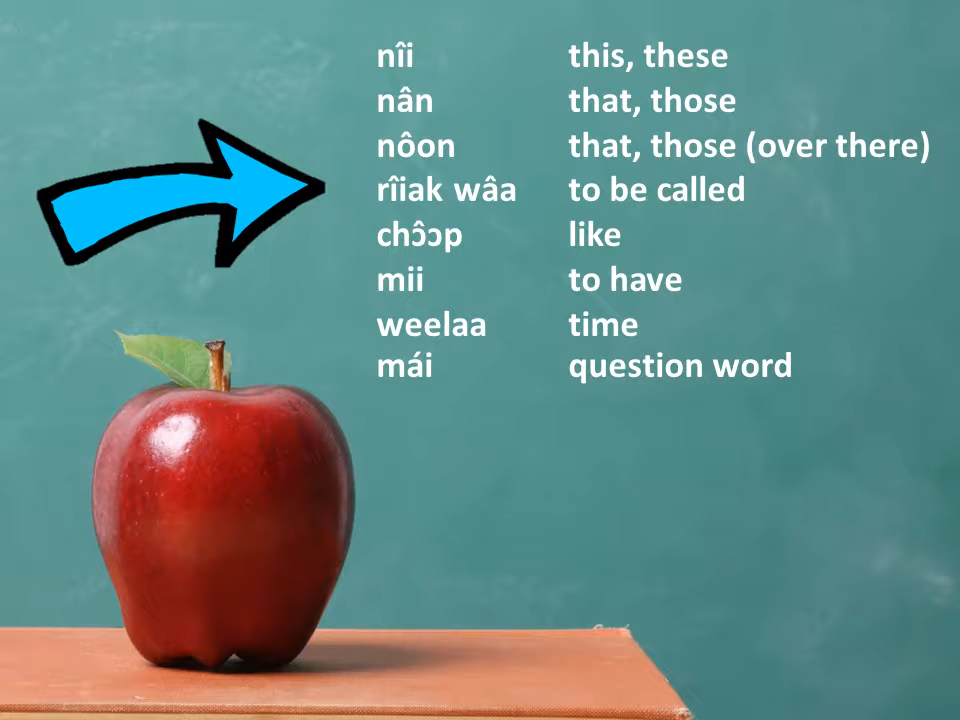 nîi this, these
nân that, those
nôon that, those (over there)
rîiak wâa to be called
chɔ̂ɔp like
mii to have
weelaa time
mái question word